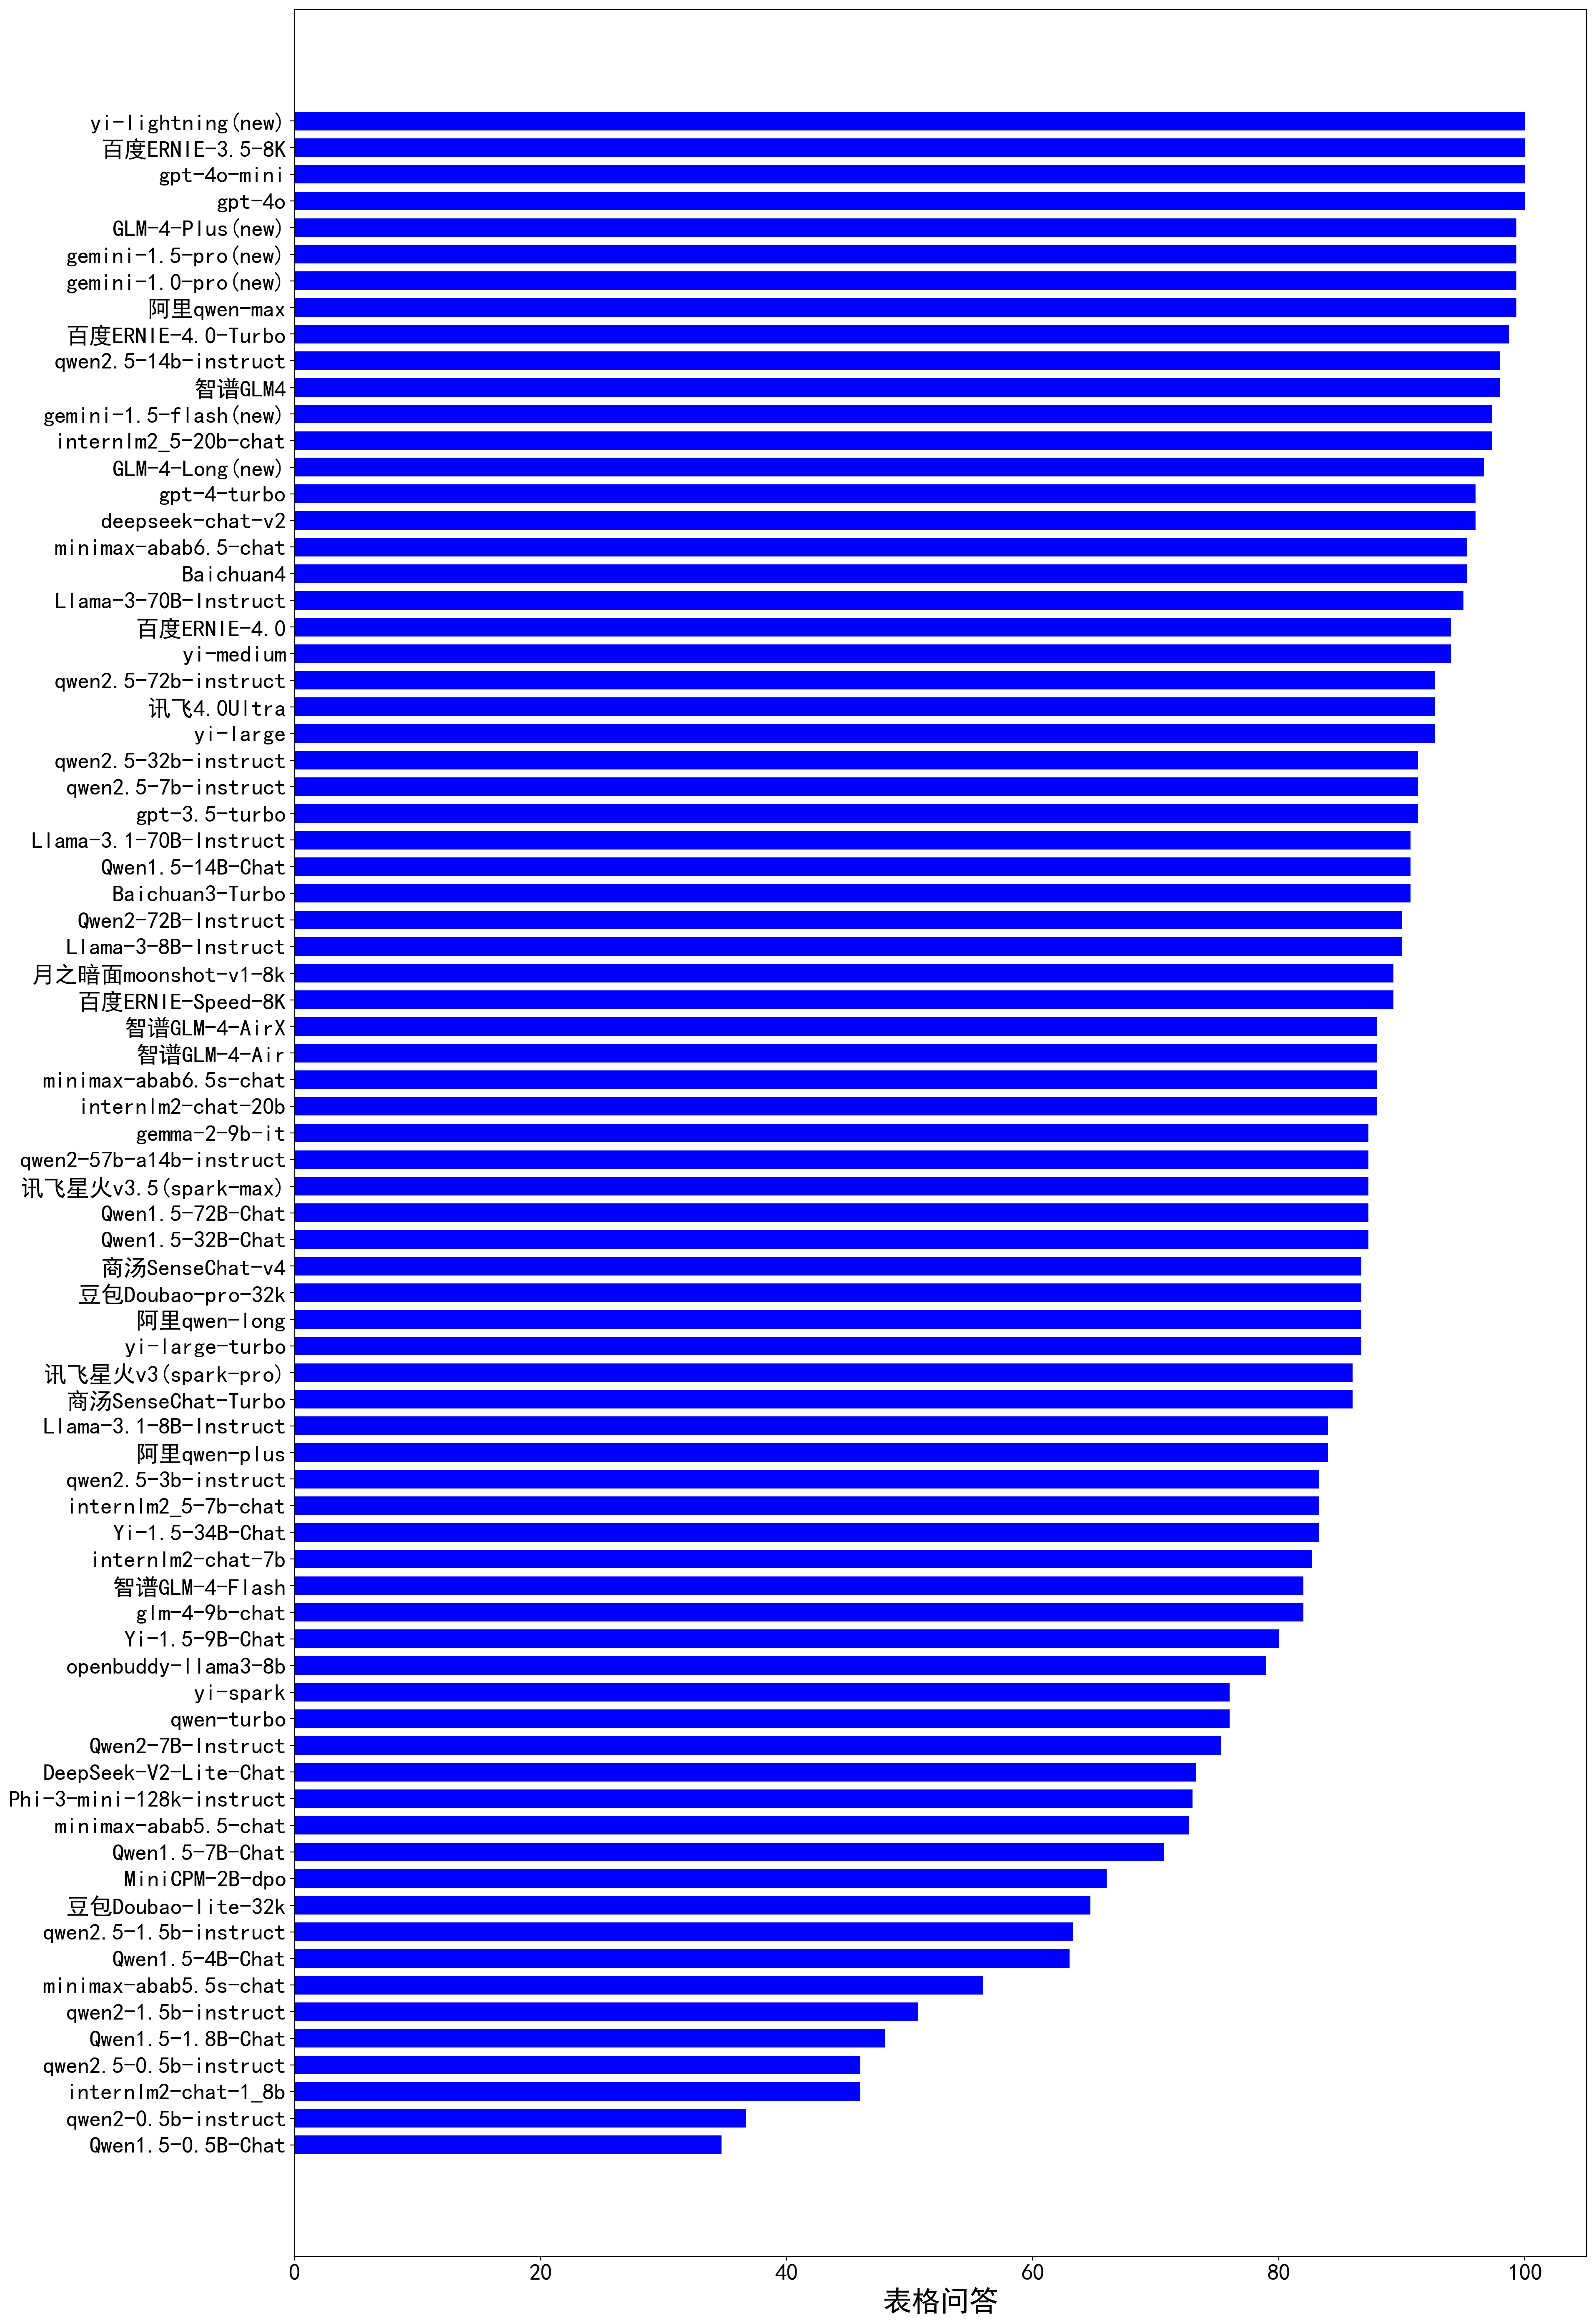 yi-lightning(new)
百度ERNIE-3.5-8K
gpt-4o-mini
gpt-4o
GLM-4-Plus(new)
gemini-1.5-pro(new)
gemini-1.0-pro(new)
阿里qwen-max
百度ERNIE-4.0-Turbo
qwen2.5-14b-instruct
智谱GLM4
gemini-1.5-flash(new)
internlm2_5-20b-chat
GLM-4-Long(new)
gpt-4-turbo
deepseek-chat-v2
minimax-abab6.5-chat
Baichuan4
Llama-3-70B-Instruct
百度ERNIE-4.0
yi-medium
qwen2.5-72b-instruct
讯飞4.0Ultra
yi-large
qwen2.5-32b-instruct
qwen2.5-7b-instruct
gpt-3.5-turbo
Llama-3.1-70B-Instruct
Qwen1.5-14B-Chat
Baichuan3-Turbo
Qwen2-72B-Instruct
Llama-3-8B-Instruct
月之暗面moonshot-v1-8k
百度ERNIE-Speed-8K
智谱GLM-4-AirX
智谱GLM-4-Air
minimax-abab6.5s-chat
internlm2-chat-20b
gemma-2-9b-it
qwen2-57b-a14b-instruct
讯飞星火v3.5(spark-max)
Qwen1.5-72B-Chat
Qwen1.5-32B-Chat
商汤SenseChat-v4
豆包Doubao-pro-32k
阿里qwen-long
yi-large-turbo
讯飞星火v3(spark-pro)
商汤SenseChat-Turbo
Llama-3.1-8B-Instruct
阿里qwen-plus
qwen2.5-3b-instruct
internlm2_5-7b-chat
Yi-1.5-34B-Chat
internlm2-chat-7b
智谱GLM-4-Flash
glm-4-9b-chat
Yi-1.5-9B-Chat
openbuddy-llama3-8b
yi-spark
qwen-turbo
Qwen2-7B-Instruct
DeepSeek-V2-Lite-Chat
Phi-3-mini-128k-instruct
minimax-abab5.5-chat
Qwen1.5-7B-Chat
MiniCPM-2B-dpo
豆包Doubao-lite-32k
qwen2.5-1.5b-instruct
Qwen1.5-4B-Chat
minimax-abab5.5s-chat
qwen2-1.5b-instruct
Qwen1.5-1.8B-Chat
qwen2.5-0.5b-instruct
internlm2-chat-1_8b
qwen2-0.5b-instruct
Qwen1.5-0.5B-Chat
0 20 40 60 80 100
表格问答